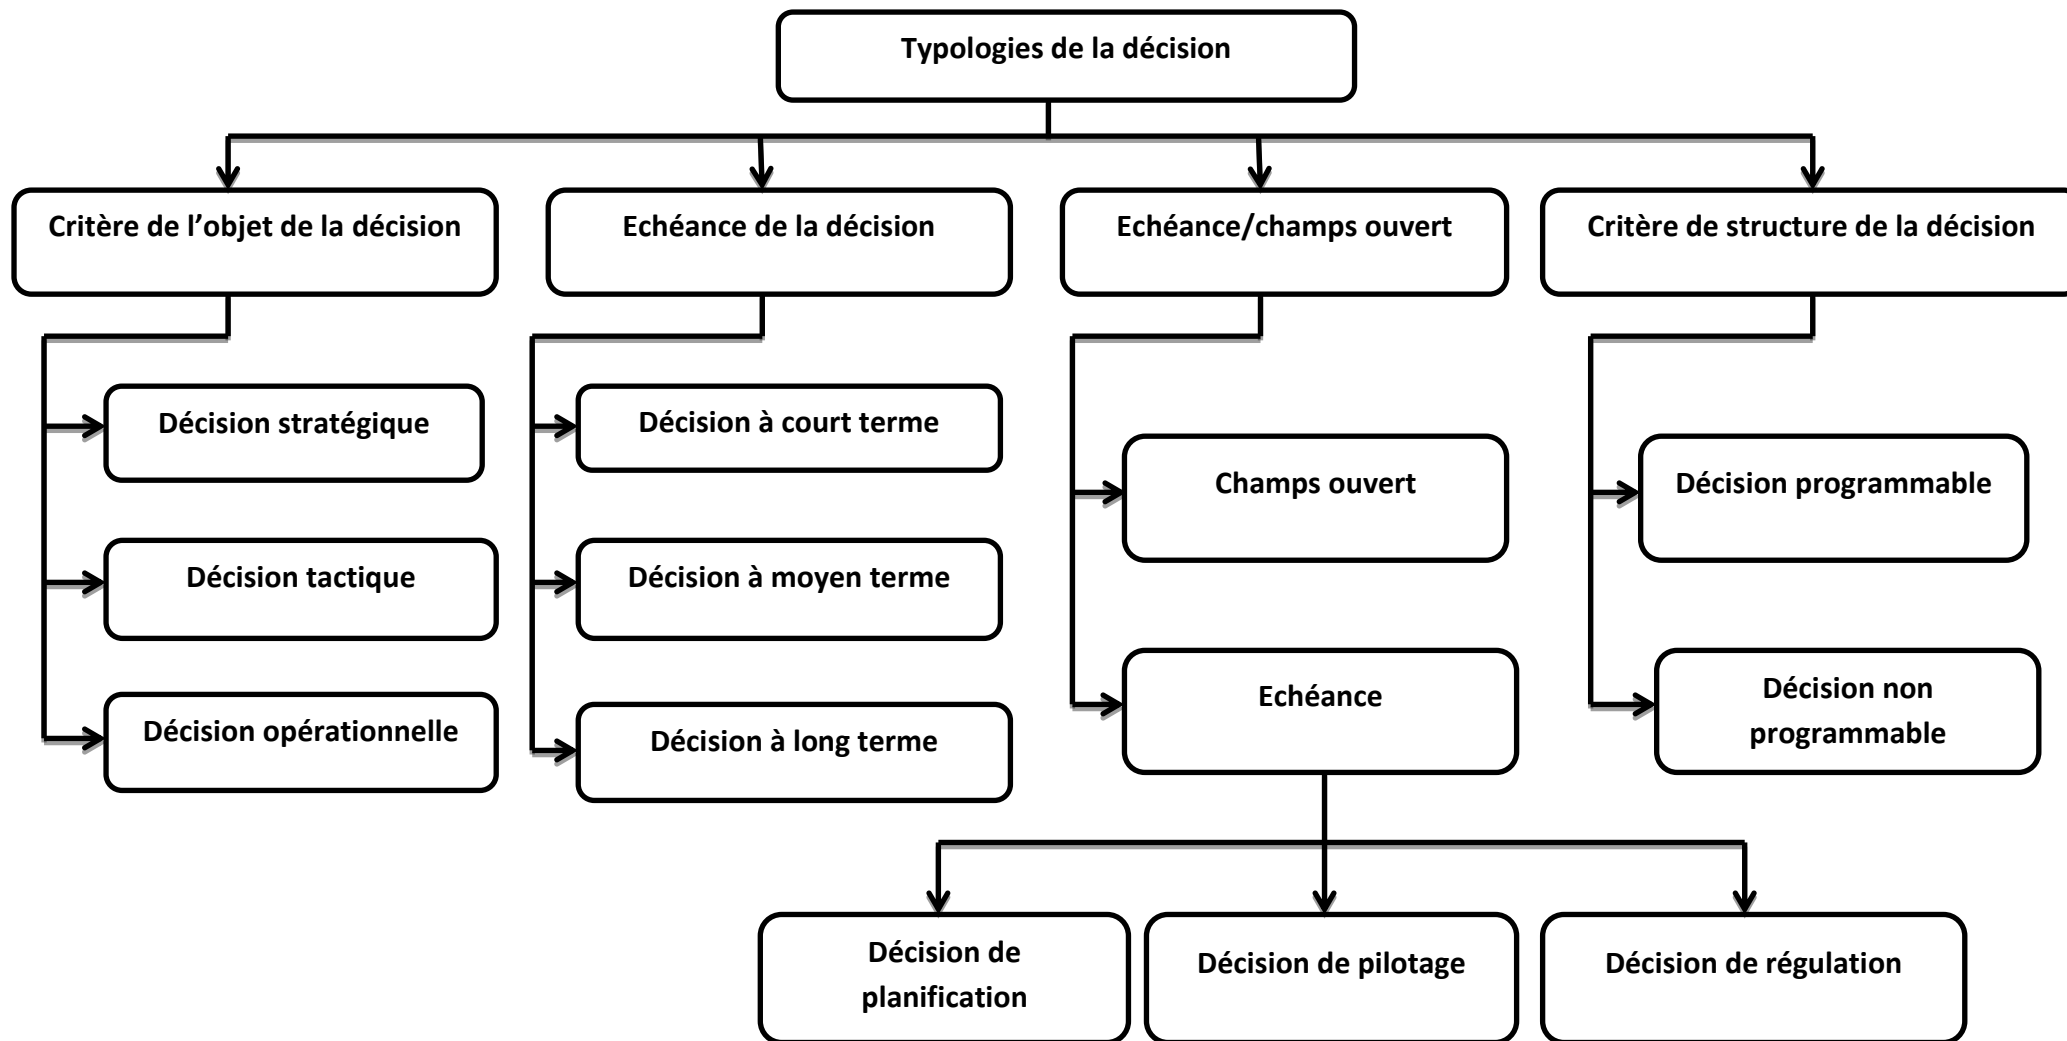 Typologies de la décision
Critère de l’objet de la décision
Echéance de la décision
Echéance/champs ouvert
Critère de structure de la décision
Décision stratégique
Décision à court terme
Champs ouvert
Décision programmable
Décision tactique
Décision à moyen terme
Echéance
Décision non
programmable
Décision opérationnelle
Décision à long terme
Décision de
planification
Décision de pilotage
Décision de régulation